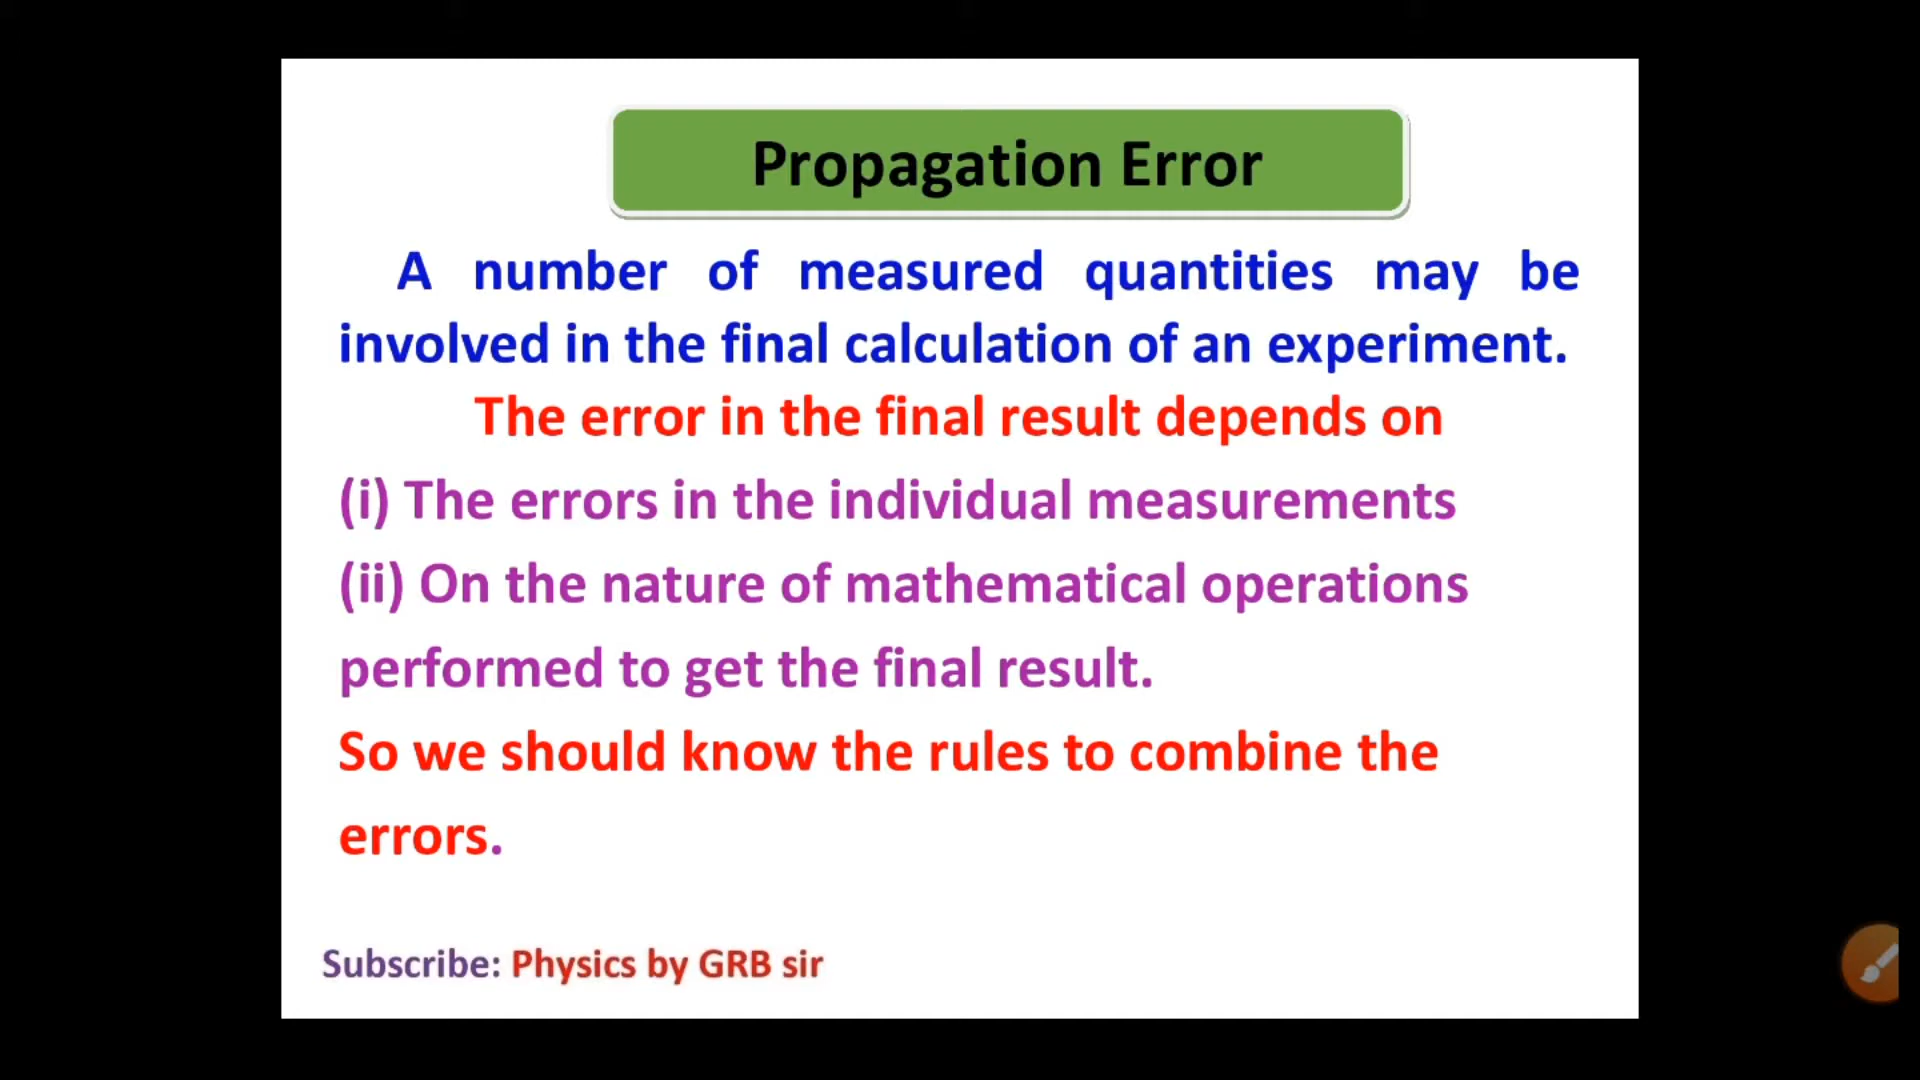 Propagation Error
A number of measured quantities may be
involved in the final calculation of an experiment.
The error in the final result depends on
(i) The errors in the individual measurements
(ii) On the nature of mathematical operations
performed to get the final result.
So we should know the rules to combine the
errors.
Subscribe: Physics by GRB sir